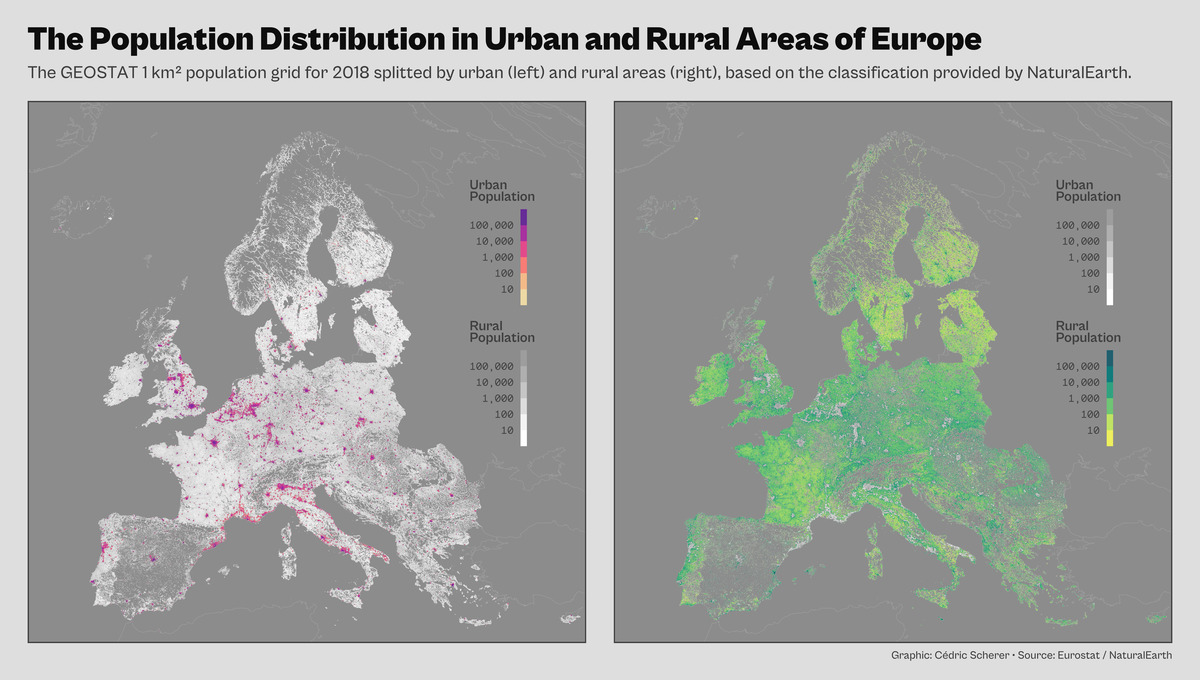 The Population Distribution in Urban and Rural Areas of Europe
The GEOSTAT 1 km² population grid for 2018 splitted by urban (left) and rural areas (right), based on the classification provided by NaturalEarth.
Urban
Population
100,000
10,000
1,000
100
10
Rural
Population
100,000
10,000
1,000
100
10
Urban
Population
100,000
10,000
1,000
100
10
Rural
Population
100,000
10,000
1,000
100
10
Graphic: Cédric Scherer • Source: Eurostat / NaturalEarth